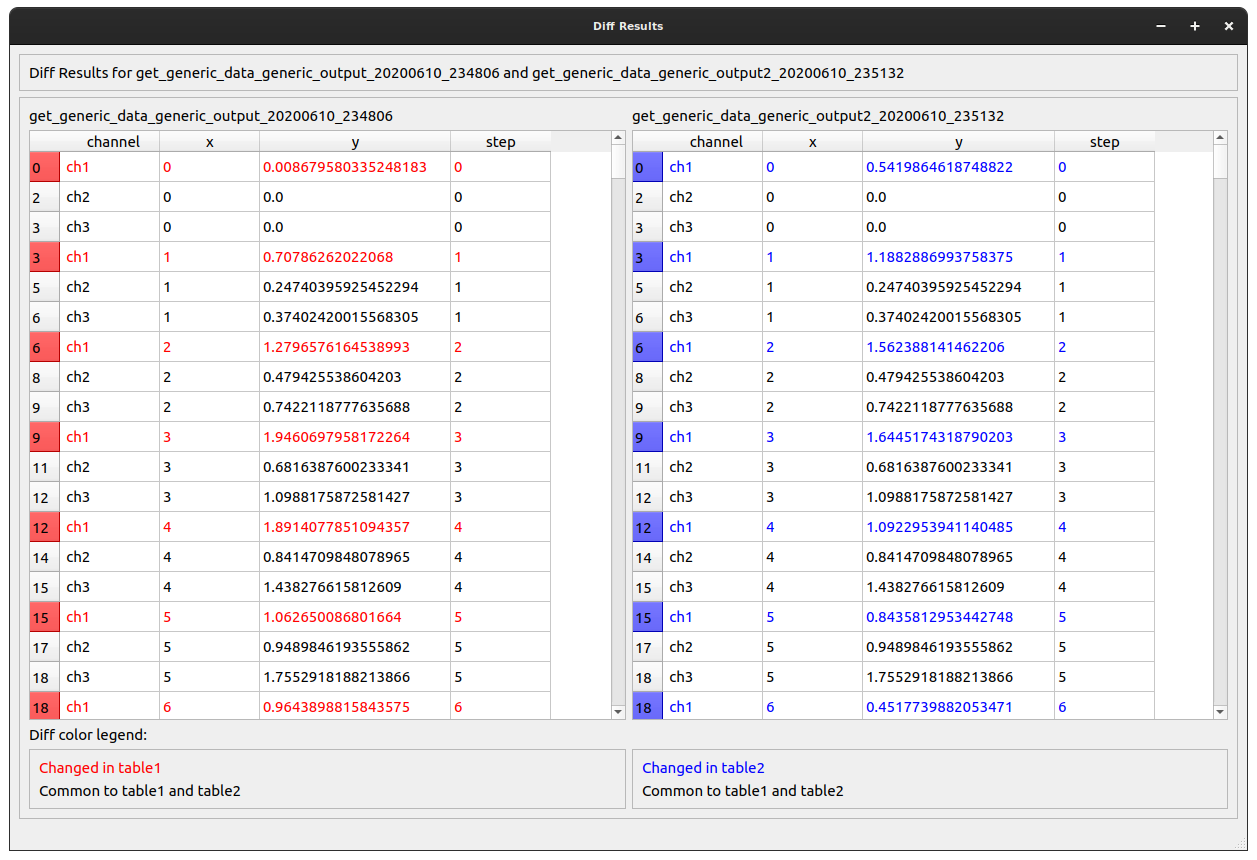 Diff Results
Diff Results for get_generic_data_generic_output_20200610_234806 and get_generic_data_generic_output2_20200610_235132
get_generic_data_generic_output_20200610_234806
channel x y step
0 ch1 0 0.008679580335248183 0
2 ch2 0 0.0 0
3 ch3 0 0.0 0
3 ch1 1 0.70786262022068 1
5 ch2 1 0.24740395925452294 1
6 ch3 1 0.37402420015568305 1
6 ch1 2 1.2796576164538993 2
8 ch2 2 0.479425538604203 2
9 ch3 2 0.7422118777635688 2
9 ch1 3 1.9460697958172264 3
11 ch2 3 0.6816387600233341 3
12 ch3 3 1.0988175872581427 3
12 ch1 4 1.8914077851094357 4
14 ch2 4 0.8414709848078965 4
15 ch3 4 1.438276615812609 4
15 ch1 5 1.062650086801664 5
17 ch2 5 0.9489846193555862 5
18 ch3 5 1.7552918188213866 5
18 ch1 6 0.9643898815843575 6
get_generic_data_generic_output2_20200610_235132
channel x y step
0 ch1 0 0.5419864618748822 0
2 ch2 0 0.0 0
3 ch3 0 0.0 0
3 ch1 1 1.1882886993758375 1
5 ch2 1 0.24740395925452294 1
6 ch3 1 0.37402420015568305 1
6 ch1 2 1.562388141462206 2
8 ch2 2 0.479425538604203 2
9 ch3 2 0.7422118777635688 2
9 ch1 3 1.6445174318790203 3
11 ch2 3 0.6816387600233341 3
12 ch3 3 1.0988175872581427 3
12 ch1 4 1.0922953941140485 4
14 ch2 4 0.8414709848078965 4
15 ch3 4 1.438276615812609 4
15 ch1 5 0.8435812953442748 5
17 ch2 5 0.9489846193555862 5
18 ch3 5 1.7552918188213866 5
18 ch1 6 0.4517739882053471 6
Diff color legend:
Changed in table1
Common to table1 and table2
Changed in table2
Common to table1 and table2